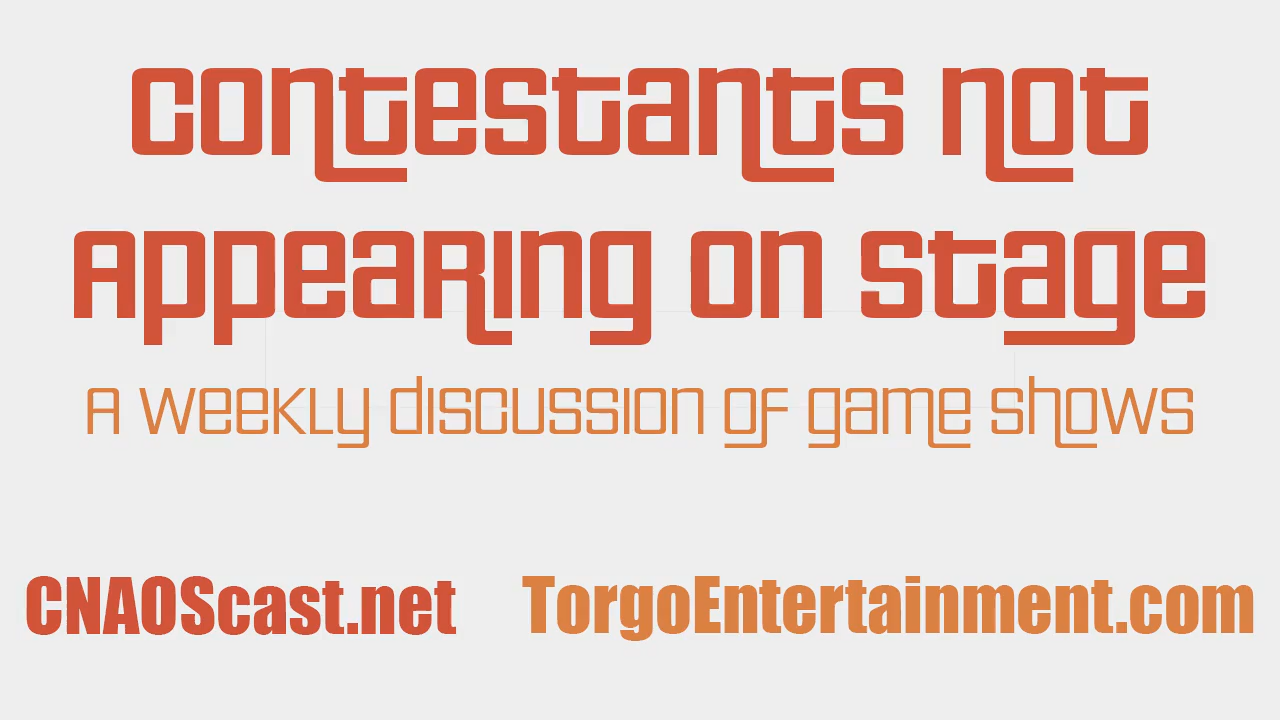 Contestants Not
Appearing on Stage
A weekly discussion of game shows
CNAOScast.net TorgoEntertainment.com